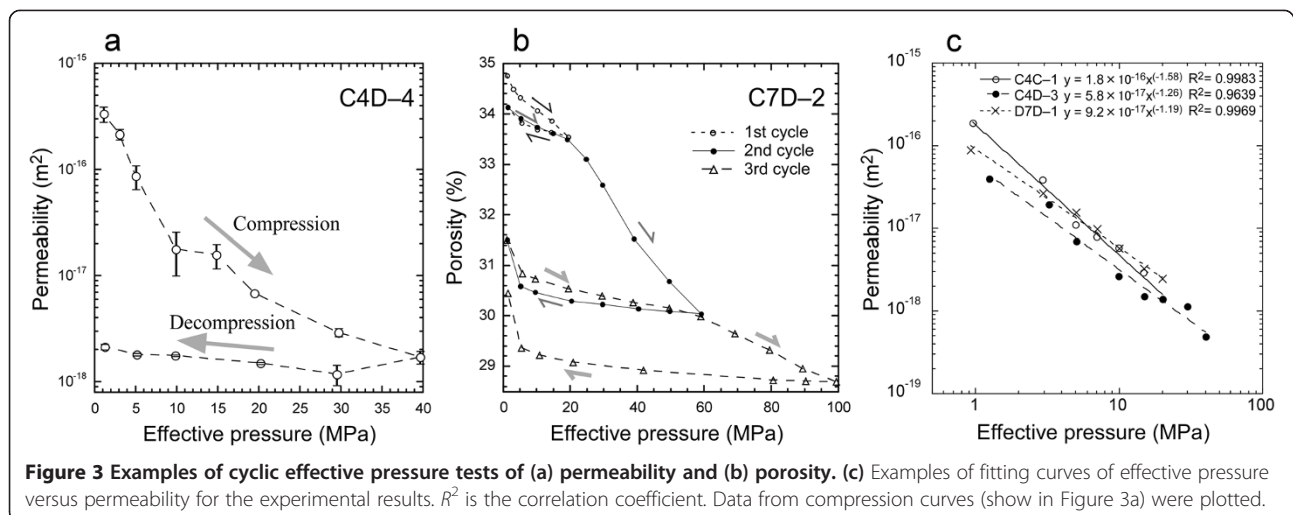 a
C4D–4
10⁻¹⁵
10⁻¹⁶
10⁻¹⁷
10⁻¹⁸
Permeability (m²)
Compression
Decompression
0 5 10 15 20 25 30 35 40
Effective pressure (MPa)
b
C7D–2
35
34
33
32
31
30
29
Porosity (%)
1st cycle
2nd cycle
3rd cycle
0 20 40 60 80 100
Effective pressure (MPa)
c
C4C–1 y = 1.8 × 10⁻¹⁶x⁽⁻¹·⁵⁸⁾ R²= 0.9983
C4D–3 y = 5.8 × 10⁻¹⁷x⁽⁻¹·²⁶⁾ R²= 0.9639
D7D–1 y = 9.2 × 10⁻¹⁷x⁽⁻¹·¹⁹⁾ R²= 0.9969
10⁻¹⁵
10⁻¹⁶
10⁻¹⁷
10⁻¹⁸
10⁻¹⁹
Permeability (m²)
1 10 100
Effective pressure (MPa)
Figure 3 Examples of cyclic effective pressure tests of (a) permeability and (b) porosity. (c) Examples of fitting curves of effective pressure
versus permeability for the experimental results. R² is the correlation coefficient. Data from compression curves (show in Figure 3a) were plotted.